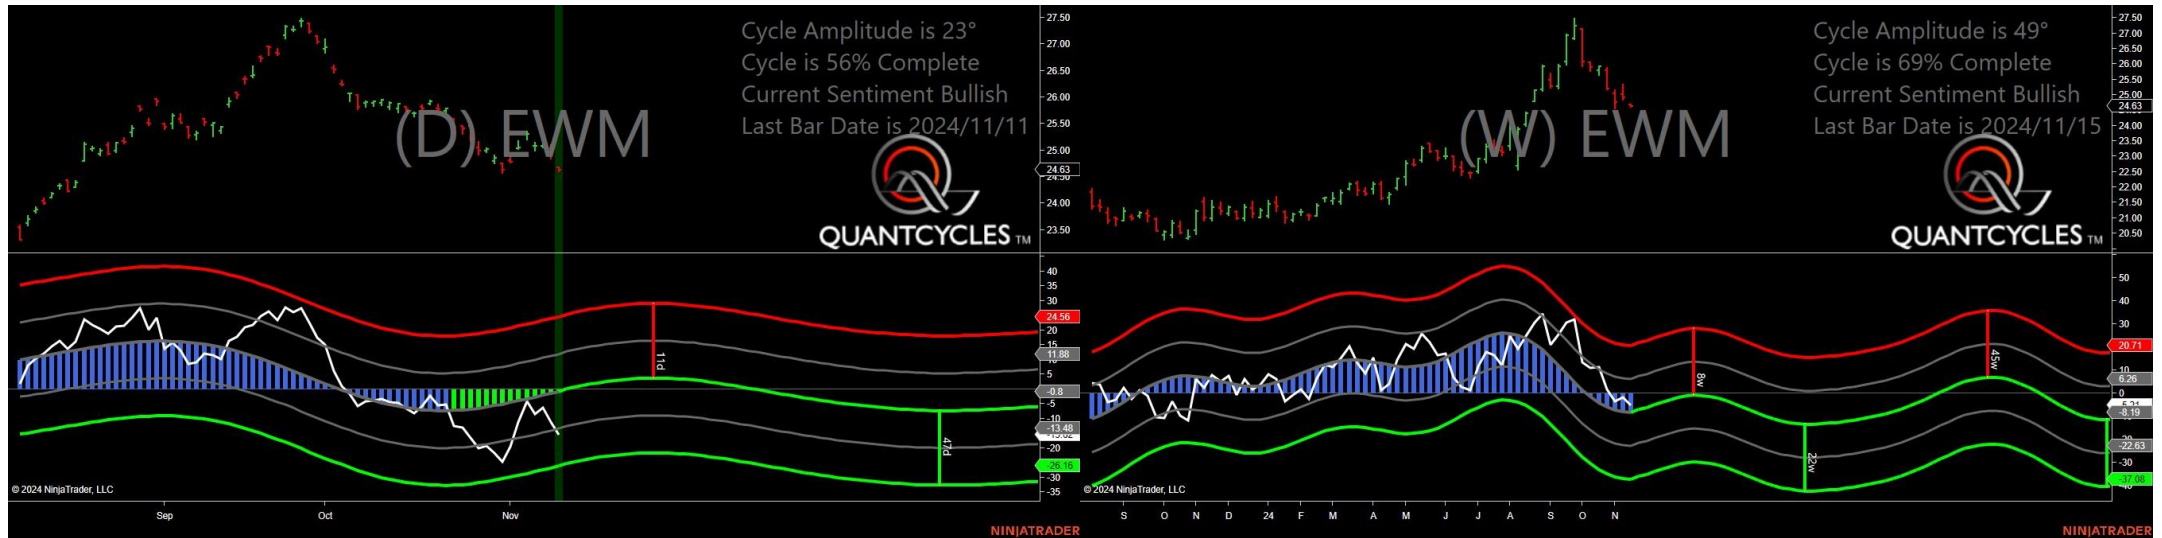 Cycle Amplitude is 23°
Cycle is 56% Complete
Current Sentiment Bullish
Last Bar Date is 2024/11/11
(D) EWM
QUANTCYCLES TM
27.50
27.00
26.50
26.00
25.50
25.00
24.63
24.50
24.00
23.50
40
35
30
24.56
20
15
11.88
5
-0.8
-5
-10
-13.48
-20
-26.16
-30
-35
11d
47d
© 2024 NinjaTrader, LLC
Sep Oct Nov
NINJATRADER
Cycle Amplitude is 49°
Cycle is 69% Complete
Current Sentiment Bullish
Last Bar Date is 2024/11/15
(W) EWM
QUANTCYCLES TM
27.50
27.00
26.50
26.00
25.50
25.00
24.63
24.00
23.50
23.00
22.50
22.00
21.50
21.00
20.50
50
40
30
20.71
10
6.26
0
-8.19
-22.63
-30
-37.08
8w
22w
45w
© 2024 NinjaTrader, LLC
S O N D 24 F M A M J J A S O N
NINJATRADER